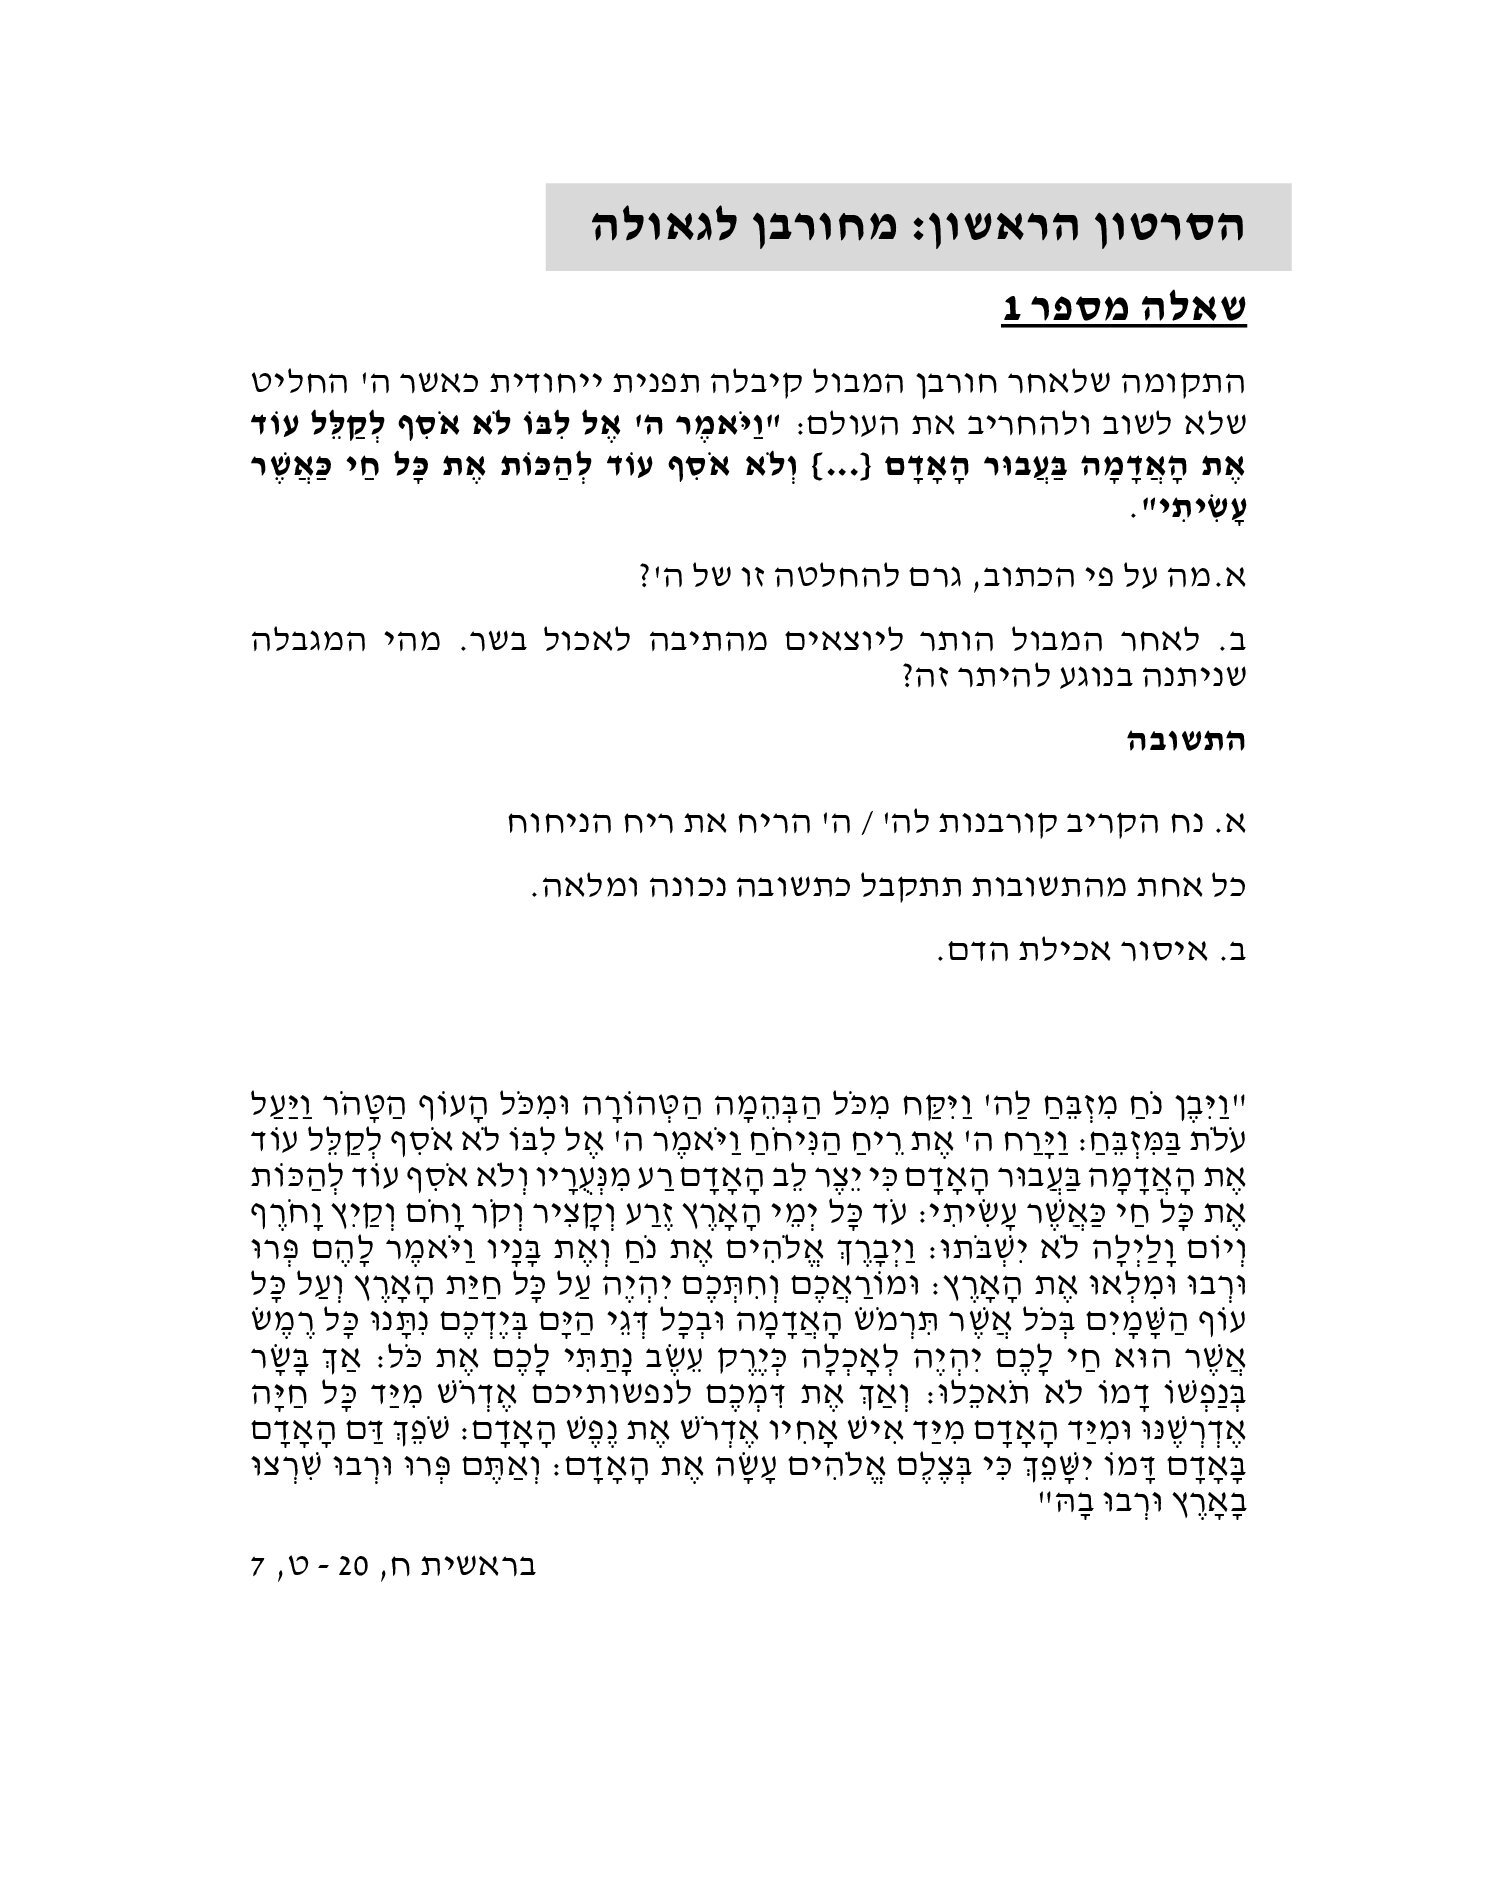 הסרטון הראשון: מחורבן לגאולה
שאלה מספר 1
התקומה שלאחר חורבן המבול קיבלה תפנית ייחודית כאשר ה' החליט
שלא לשוב ולהחריב את העולם: "וַיֹּאמֶר ה' אֶל לִבּוֹ לֹא אֹסִף לְקַלֵּל עוֹד
אֶת הָאֲדָמָה בַּעֲבוּר הָאָדָם {...} וְלֹא אֹסִף עוֹד לְהַכּוֹת אֶת כָּל חַי כַּאֲשֶׁר
עָשִׂיתִי".
א.מה על פי הכתוב, גרם להחלטה זו של ה'?
ב. לאחר המבול הותר ליוצאים מהתיבה לאכול בשר. מהי המגבלה
שניתנה בנוגע להיתר זה?
התשובה
א. נח הקריב קורבנות לה' / ה' הריח את ריח הניחוח
כל אחת מהתשובות תתקבל כתשובה נכונה ומלאה.
ב. איסור אכילת הדם.
"וַיִּבֶן נֹחַ מִזְבֵּחַ לַה' וַיִּקַּח מִכֹּל הַבְּהֵמָה הַטְּהוֹרָה וּמִכֹּל הָעוֹף הַטָּהֹר וַיַּעַל
עֹלֹת בַּמִּזְבֵּחַ: וַיָּרַח ה' אֶת רֵיחַ הַנִּיחֹחַ וַיֹּאמֶר ה' אֶל לִבּוֹ לֹא אֹסִף לְקַלֵּל עוֹד
אֶת הָאֲדָמָה בַּעֲבוּר הָאָדָם כִּי יֵצֶר לֵב הָאָדָם רַע מִנְּעֻרָיו וְלֹא אֹסִף עוֹד לְהַכּוֹת
אֶת כָּל חַי כַּאֲשֶׁר עָשִׂיתִי: עֹד כָּל יְמֵי הָאָרֶץ זֶרַע וְקָצִיר וְקֹר וָחֹם וְקַיִץ וָחֹרֶף
וְיוֹם וָלַיְלָה לֹא יִשְׁבֹּתוּ: וַיְבָרֶךְ אֱלֹהִים אֶת נֹחַ וְאֶת בָּנָיו וַיֹּאמֶר לָהֶם פְּרוּ
וּרְבוּ וּמִלְאוּ אֶת הָאָרֶץ: וּמוֹרַאֲכֶם וְחִתְּכֶם יִהְיֶה עַל כָּל חַיַּת הָאָרֶץ וְעַל כָּל
עוֹף הַשָּׁמָיִם בְּכֹל אֲשֶׁר תִּרְמֹשׂ הָאֲדָמָה וּבְכָל דְּגֵי הַיָּם בְּיֶדְכֶם נִתָּנוּ כָּל רֶמֶשׂ
אֲשֶׁר הוּא חַי לָכֶם יִהְיֶה לְאָכְלָה כְּיֶרֶק עֵשֶׂב נָתַתִּי לָכֶם אֶת כֹּל: אַךְ בָּשָׂר
בְּנַפְשׁוֹ דָמוֹ לֹא תֹאכֵלוּ: וְאַךְ אֶת דִּמְכֶם לנפשותיכם אֶדְרֹשׁ מִיַּד כָּל חַיָּה
אֶדְרְשֶׁנּוּ וּמִיַּד הָאָדָם מִיַּד אִישׁ אָחִיו אֶדְרֹשׁ אֶת נֶפֶשׁ הָאָדָם: שֹׁפֵךְ דַּם הָאָדָם
בָּאָדָם דָּמוֹ יִשָּׁפֵךְ כִּי בְּצֶלֶם אֱלֹהִים עָשָׂה אֶת הָאָדָם: וְאַתֶּם פְּרוּ וּרְבוּ שִׁרְצוּ
בָאָרֶץ וּרְבוּ בָהּ"
בראשית ח, 20 - ט, 7